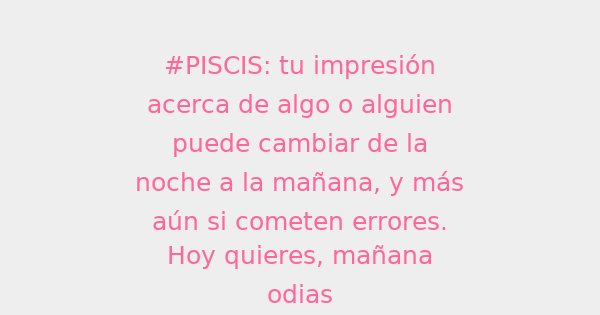 #PISCIS: tu impresión
acerca de algo o alguien
puede cambiar de la
noche a la mañana, y más
aún si cometen errores.
Hoy quieres, mañana
odias